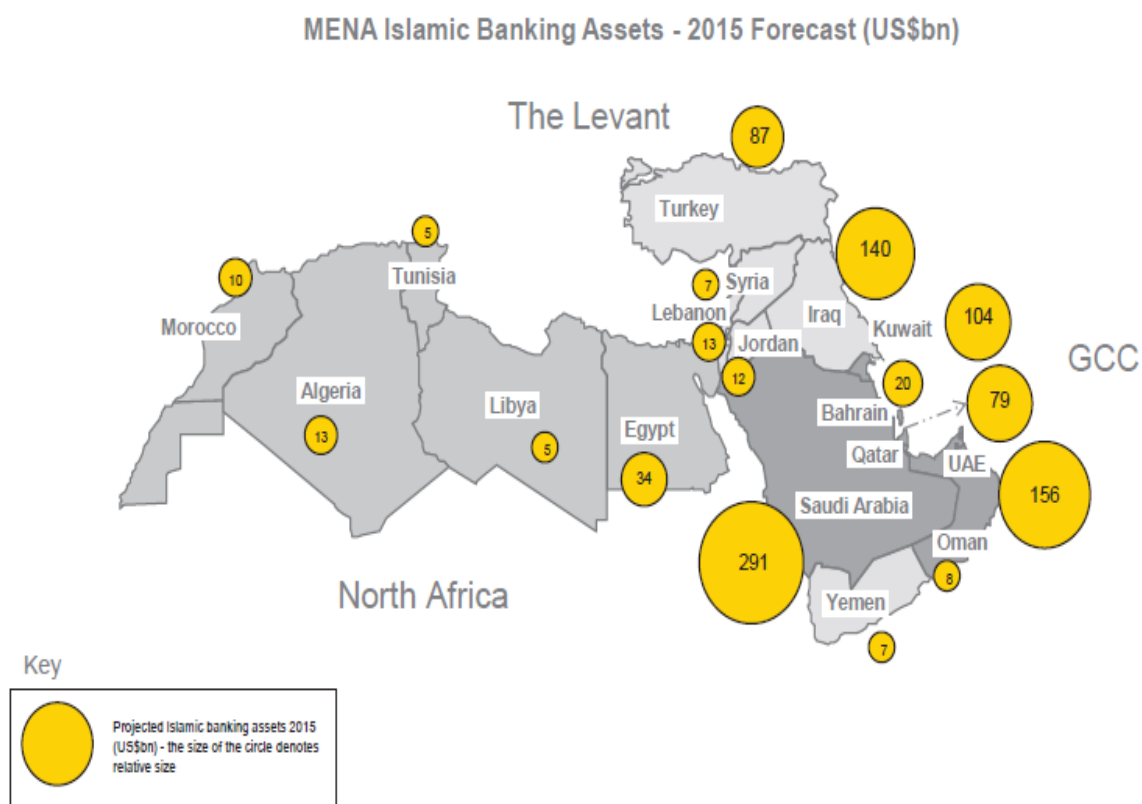 MENA Islamic Banking Assets - 2015 Forecast (US$bn)
The Levant
87
Turkey
5
140
Tunisia
10
7
Syria
Morocco
Lebanon
Iraq
Kuwait
104
13
Jordan
GCC
12
20
79
Algeria
Libya
Bahrain
13
5
Egypt
Qatar
UAE
34
156
Saudi Arabia
291
Oman
8
North Africa
Yemen
7
Key
Projected Islamic banking assets 2015
(US$bn) - the size of the circle denotes
relative size